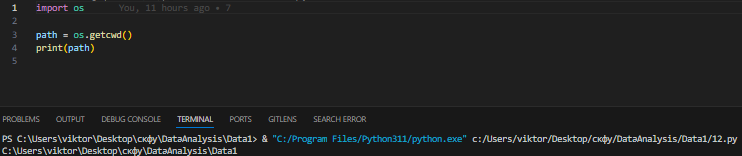 1 import os You, 11 hours ago • 7
2
3 path = os.getcwd()
4 print(path)
5
PROBLEMS OUTPUT DEBUG CONSOLE TERMINAL PORTS GITLENS SEARCH ERROR
PS C:\Users\viktor\Desktop\скфу\DataAnalysis\Data1> & "C:/Program Files/Python311/python.exe" c:/Users/viktor/Desktop/скфу/DataAnalysis/Data1/12.py
C:\Users\viktor\Desktop\скфу\DataAnalysis\Data1